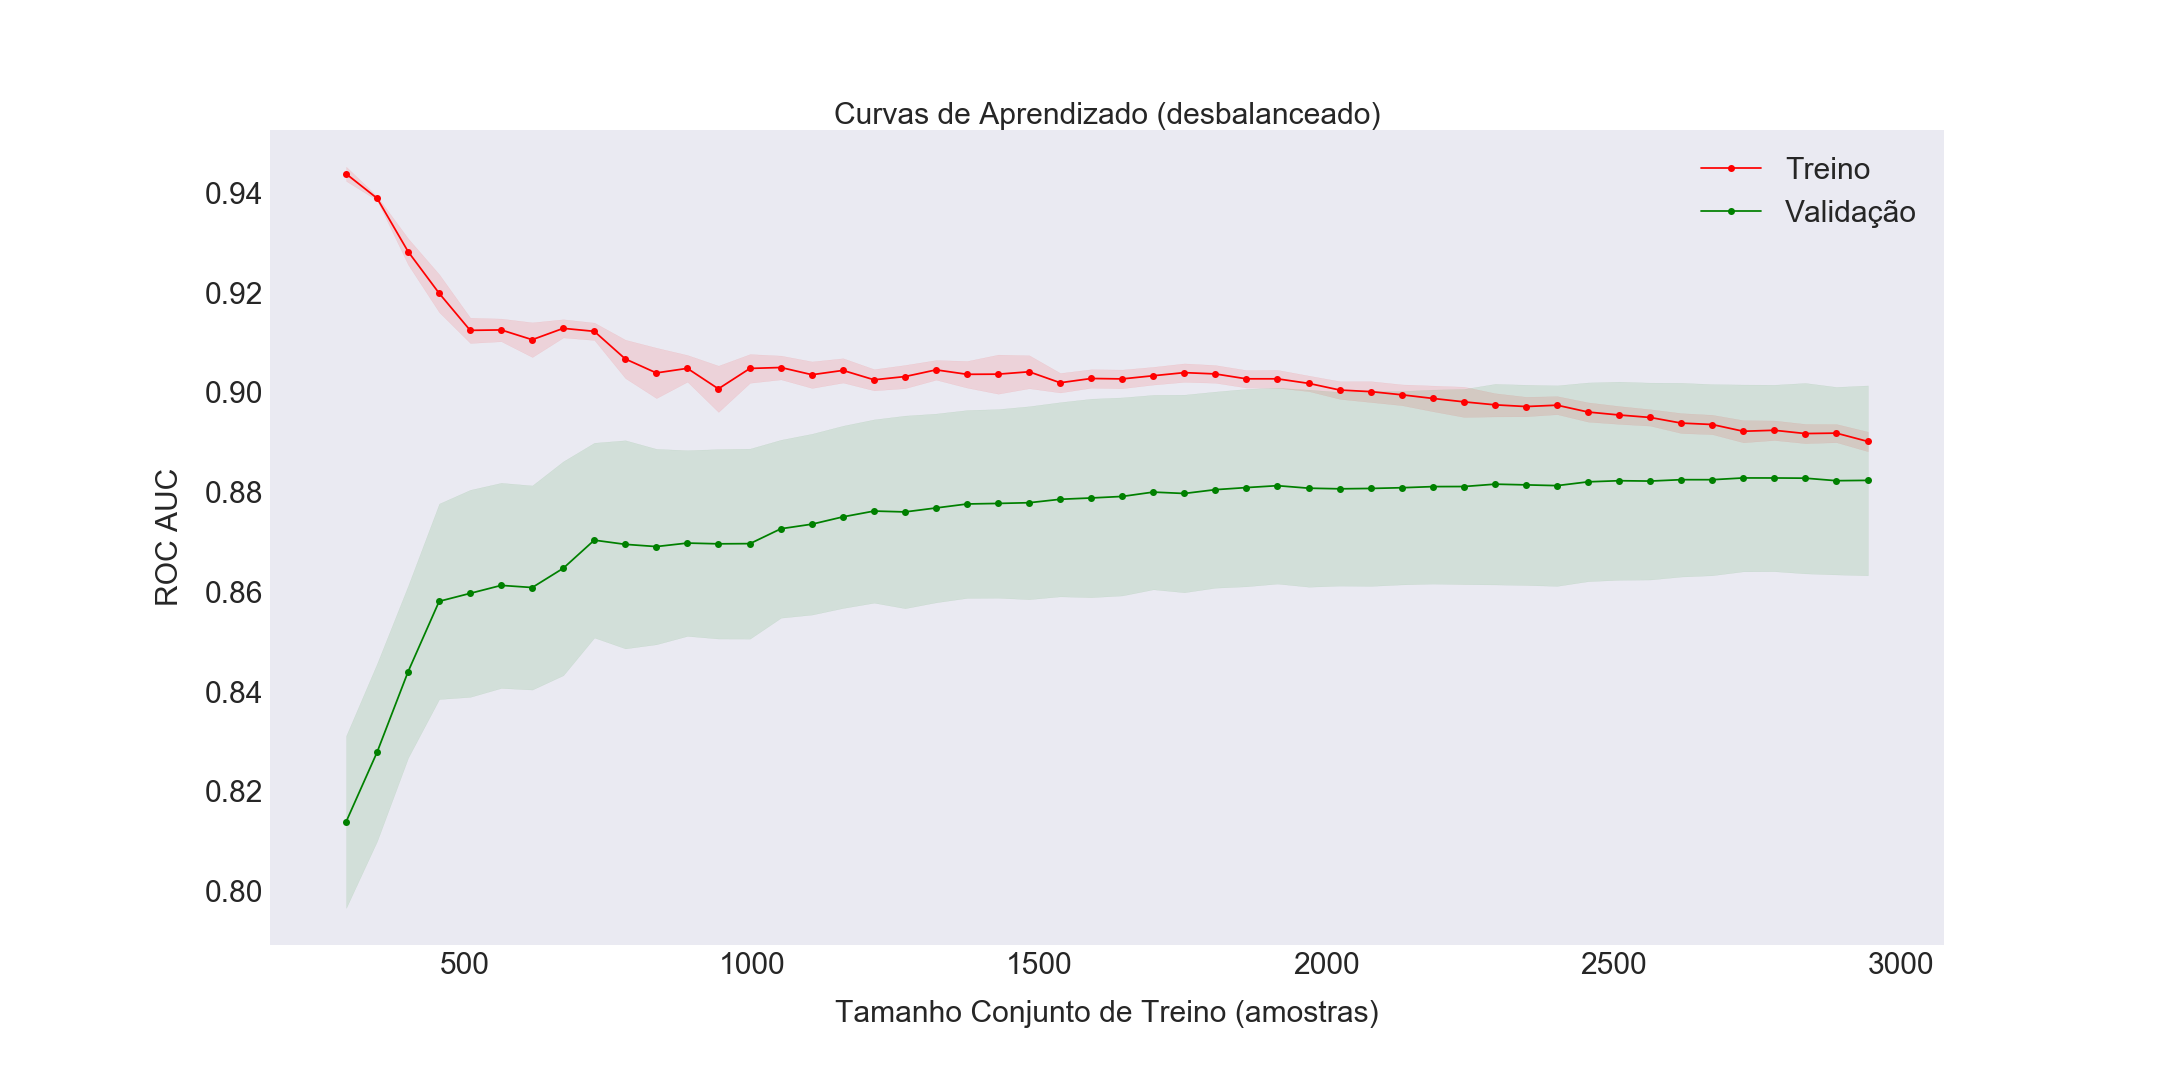 Curvas de Aprendizado (desbalanceado)
Treino
Validação
0.94
0.92
0.90
0.88
0.86
0.84
0.82
0.80
ROC AUC
500 1000 1500 2000 2500 3000
Tamanho Conjunto de Treino (amostras)